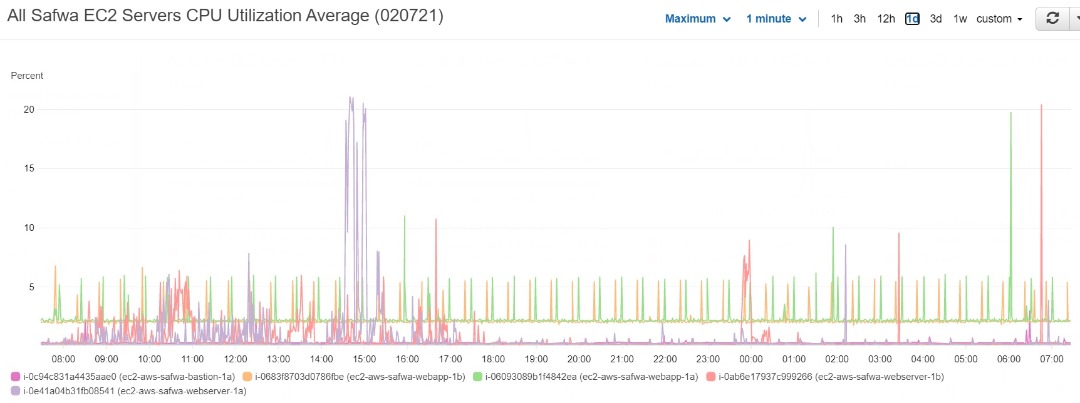 All Safwa EC2 Servers CPU Utilization Average (020721)
Maximum 1 minute 1h 3h 12h 1d 3d 1w custom
Percent
20
15
10
5
08:00 09:00 10:00 11:00 12:00 13:00 14:00 15:00 16:00 17:00 18:00 19:00 20:00 21:00 22:00 23:00 00:00 01:00 02:00 03:00 04:00 05:00 06:00 07:00
i-0c94c831a4435aae0 (ec2-aws-safwa-bastion-1a) i-0683f8703d0786fbe (ec2-aws-safwa-webapp-1b) i-06093089b1f4842ea (ec2-aws-safwa-webapp-1a) i-0ab6e17937c999266 (ec2-aws-safwa-webserver-1b)
i-0e41a04b31fb08541 (ec2-aws-safwa-webserver-1a)